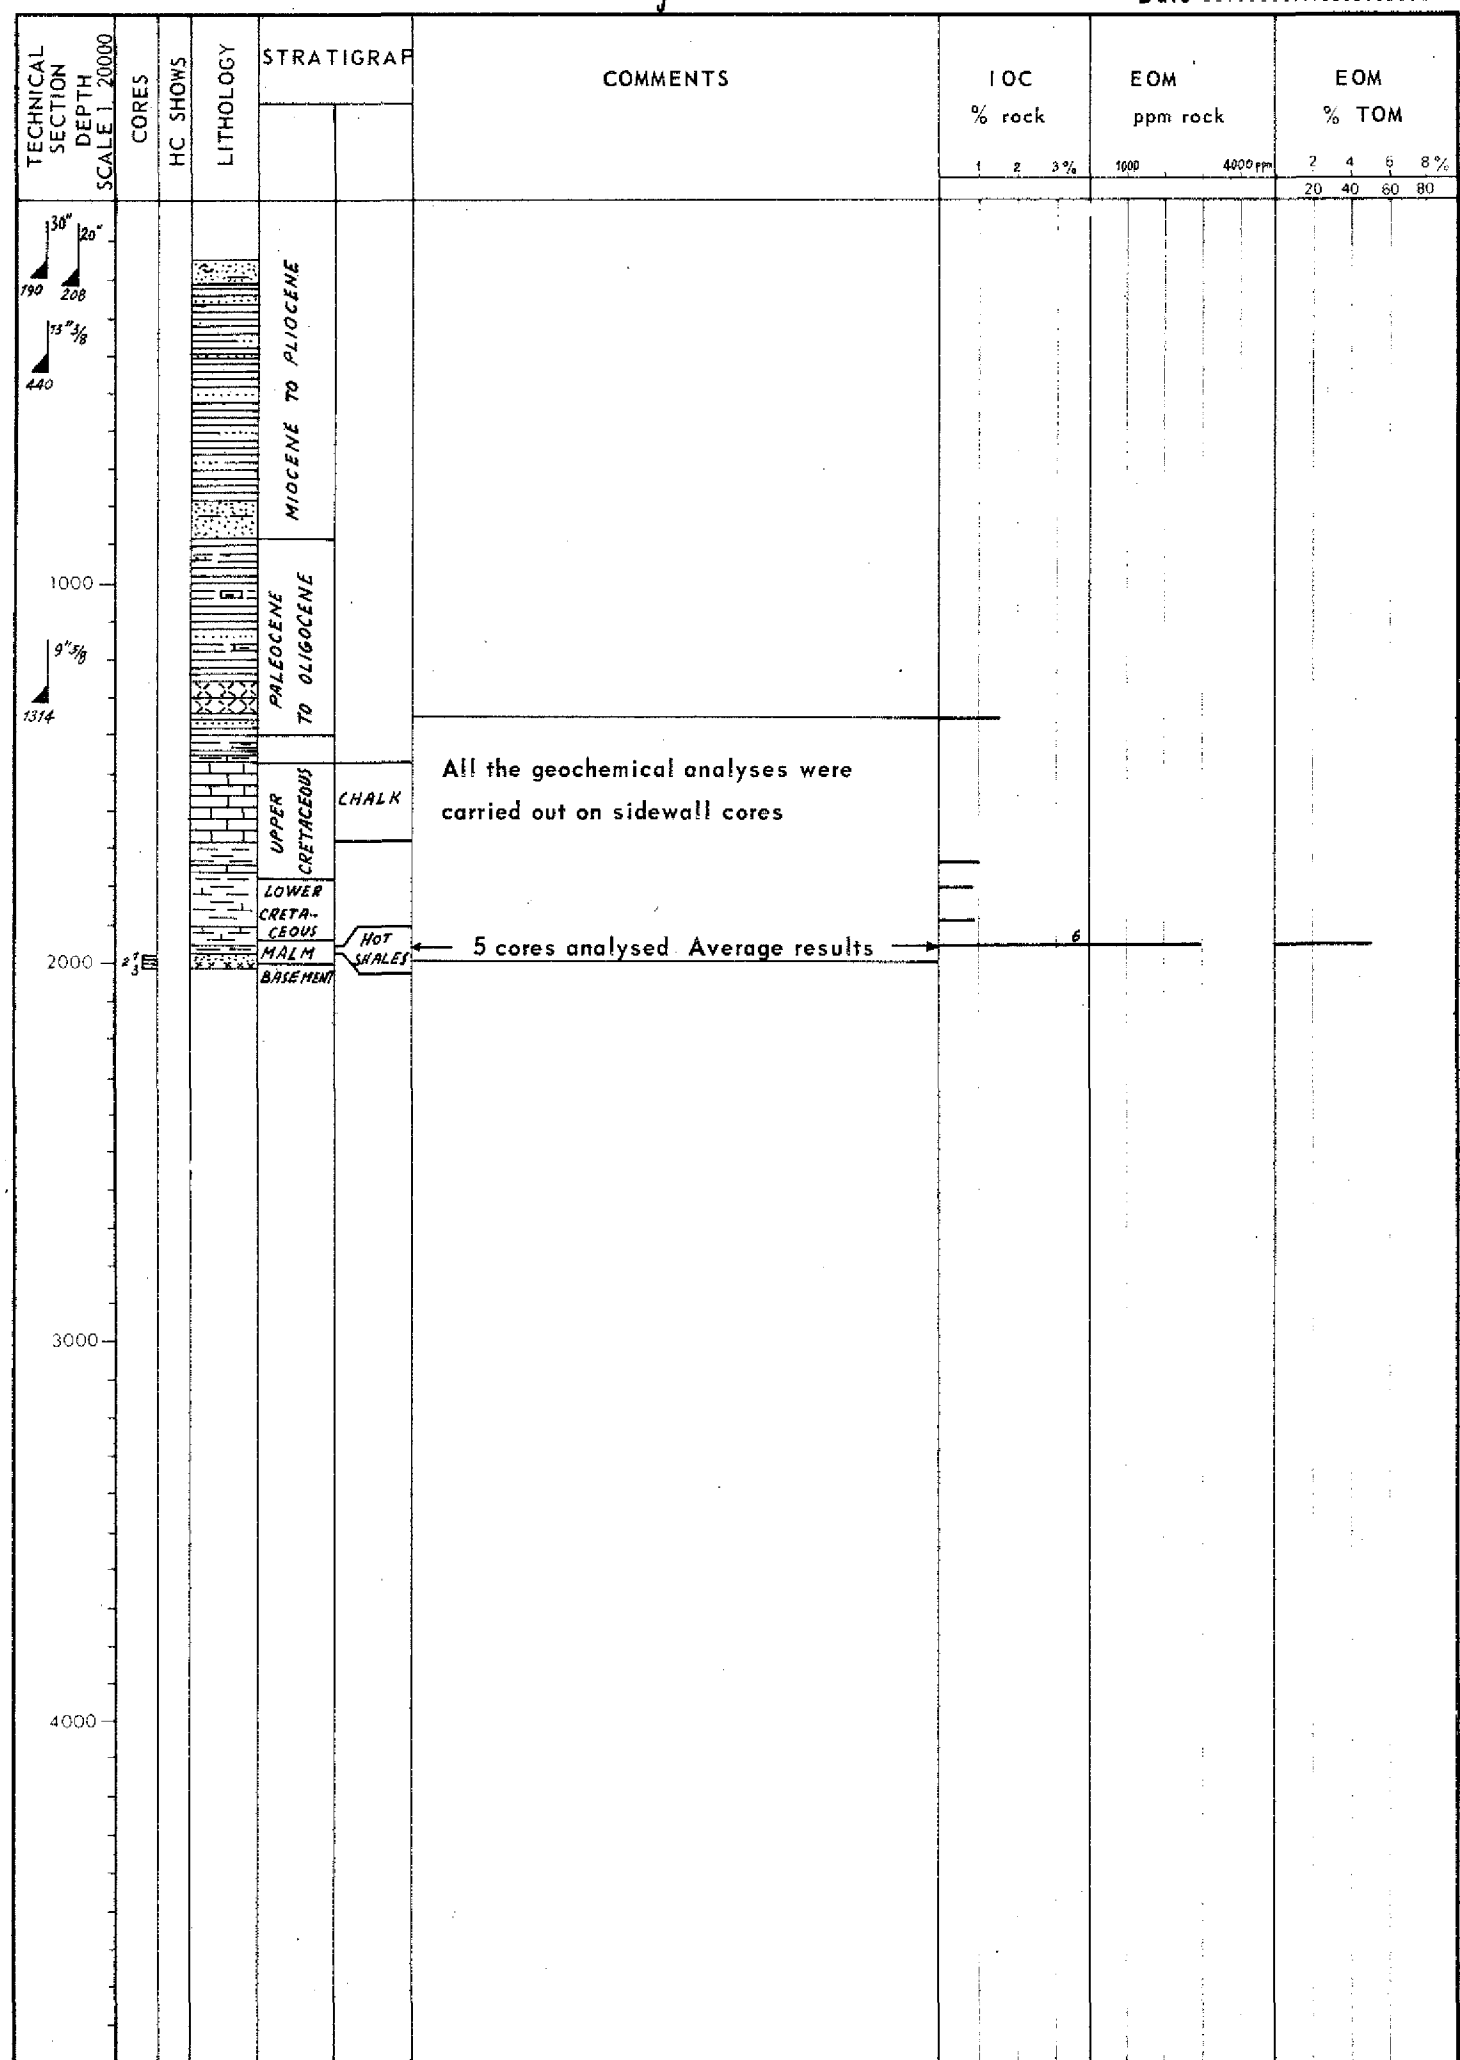 Date
TECHNICAL
SECTION
DEPTH
SCALE 1 20000
CORES
HC SHOWS
LITHOLOGY
STRATIGRAP
COMMENTS
TOC
% rock
1 2 3%
EOM
ppm rock
1000 4000 ppm
EOM
% TOM
2 4 6 8%
20 40 60 80
30" 20"
190 208
13"3/8
440
MIOCENE TO PLIOCENE
1000
PALEOCENE
TO OLIGOCENE
9"5/8
1314
All the geochemical analyses were
carried out on sidewall cores
UPPER
CRETACEOUS
CHALK
LOWER
CRETA-
CEOUS
MALM
BASEMENT
HOT
SHALES
5 cores analysed Average results
6
2000
1
2
3
3000
4000